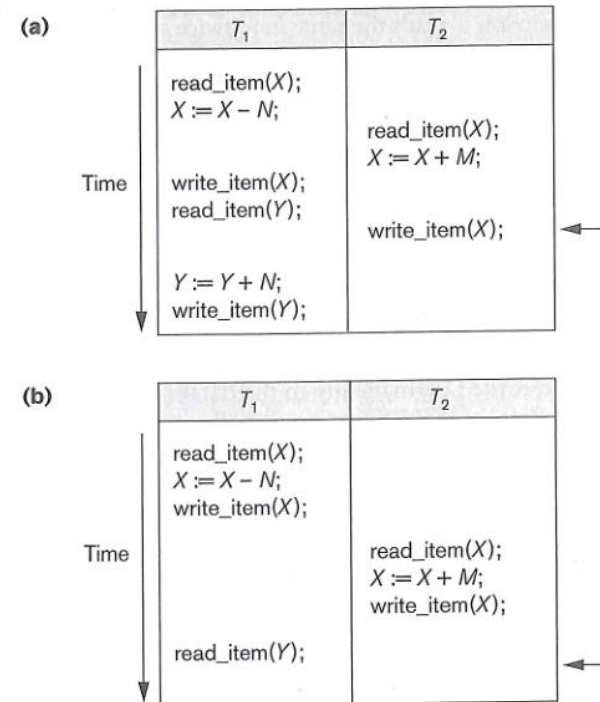 (a)
T1 T2
read_item(X);
X := X – N;
read_item(X);
X := X + M;
Time
write_item(X);
read_item(Y);
write_item(X);
Y := Y + N;
write_item(Y);
(b)
T1 T2
read_item(X);
X := X – N;
write_item(X);
Time
read_item(X);
X := X + M;
write_item(X);
read_item(Y);